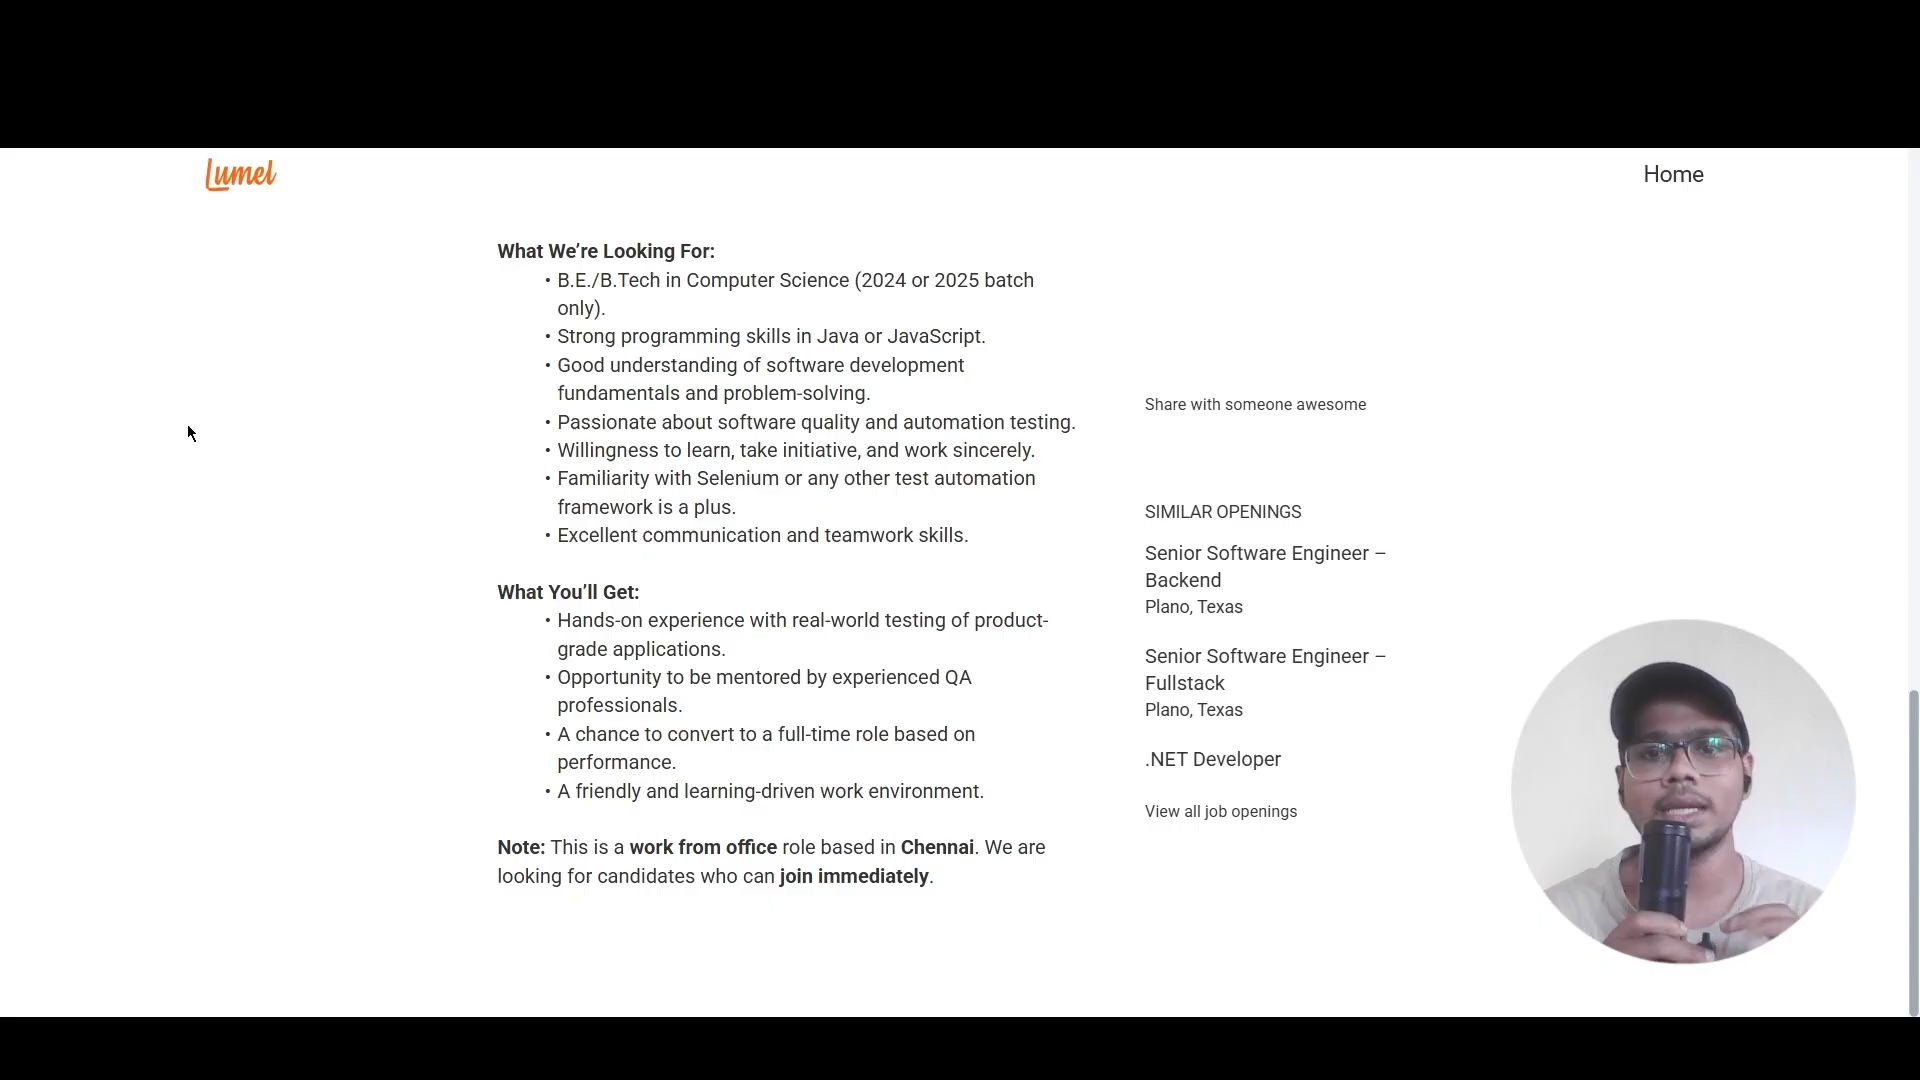 Lumel
Home
What We’re Looking For:
• B.E./B.Tech in Computer Science (2024 or 2025 batch
only).
• Strong programming skills in Java or JavaScript.
• Good understanding of software development
fundamentals and problem-solving.
• Passionate about software quality and automation testing.
• Willingness to learn, take initiative, and work sincerely.
• Familiarity with Selenium or any other test automation
framework is a plus.
• Excellent communication and teamwork skills.
What You’ll Get:
• Hands-on experience with real-world testing of product-
grade applications.
• Opportunity to be mentored by experienced QA
professionals.
• A chance to convert to a full-time role based on
performance.
• A friendly and learning-driven work environment.
Note: This is a work from office role based in Chennai. We are
looking for candidates who can join immediately.
Share with someone awesome
SIMILAR OPENINGS
Senior Software Engineer –
Backend
Plano, Texas
Senior Software Engineer –
Fullstack
Plano, Texas
.NET Developer
View all job openings